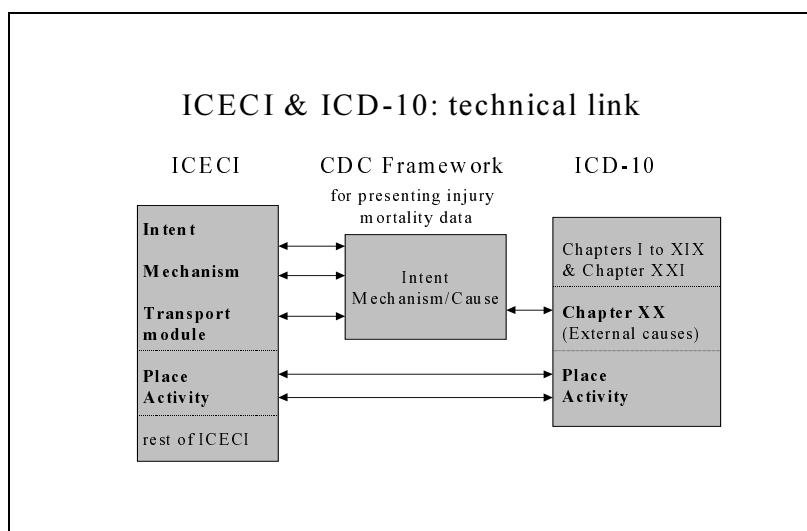 ICECI & ICD-10: technical link
ICECI
Intent
Mechanism
Transport
module
Place
Activity
rest of ICECI
CDC Framework
for presenting injury
mortality data
Intent
Mechanism/Cause
ICD-10
Chapters I to XIX
& Chapter XXI
Chapter XX
(External causes)
Place
Activity